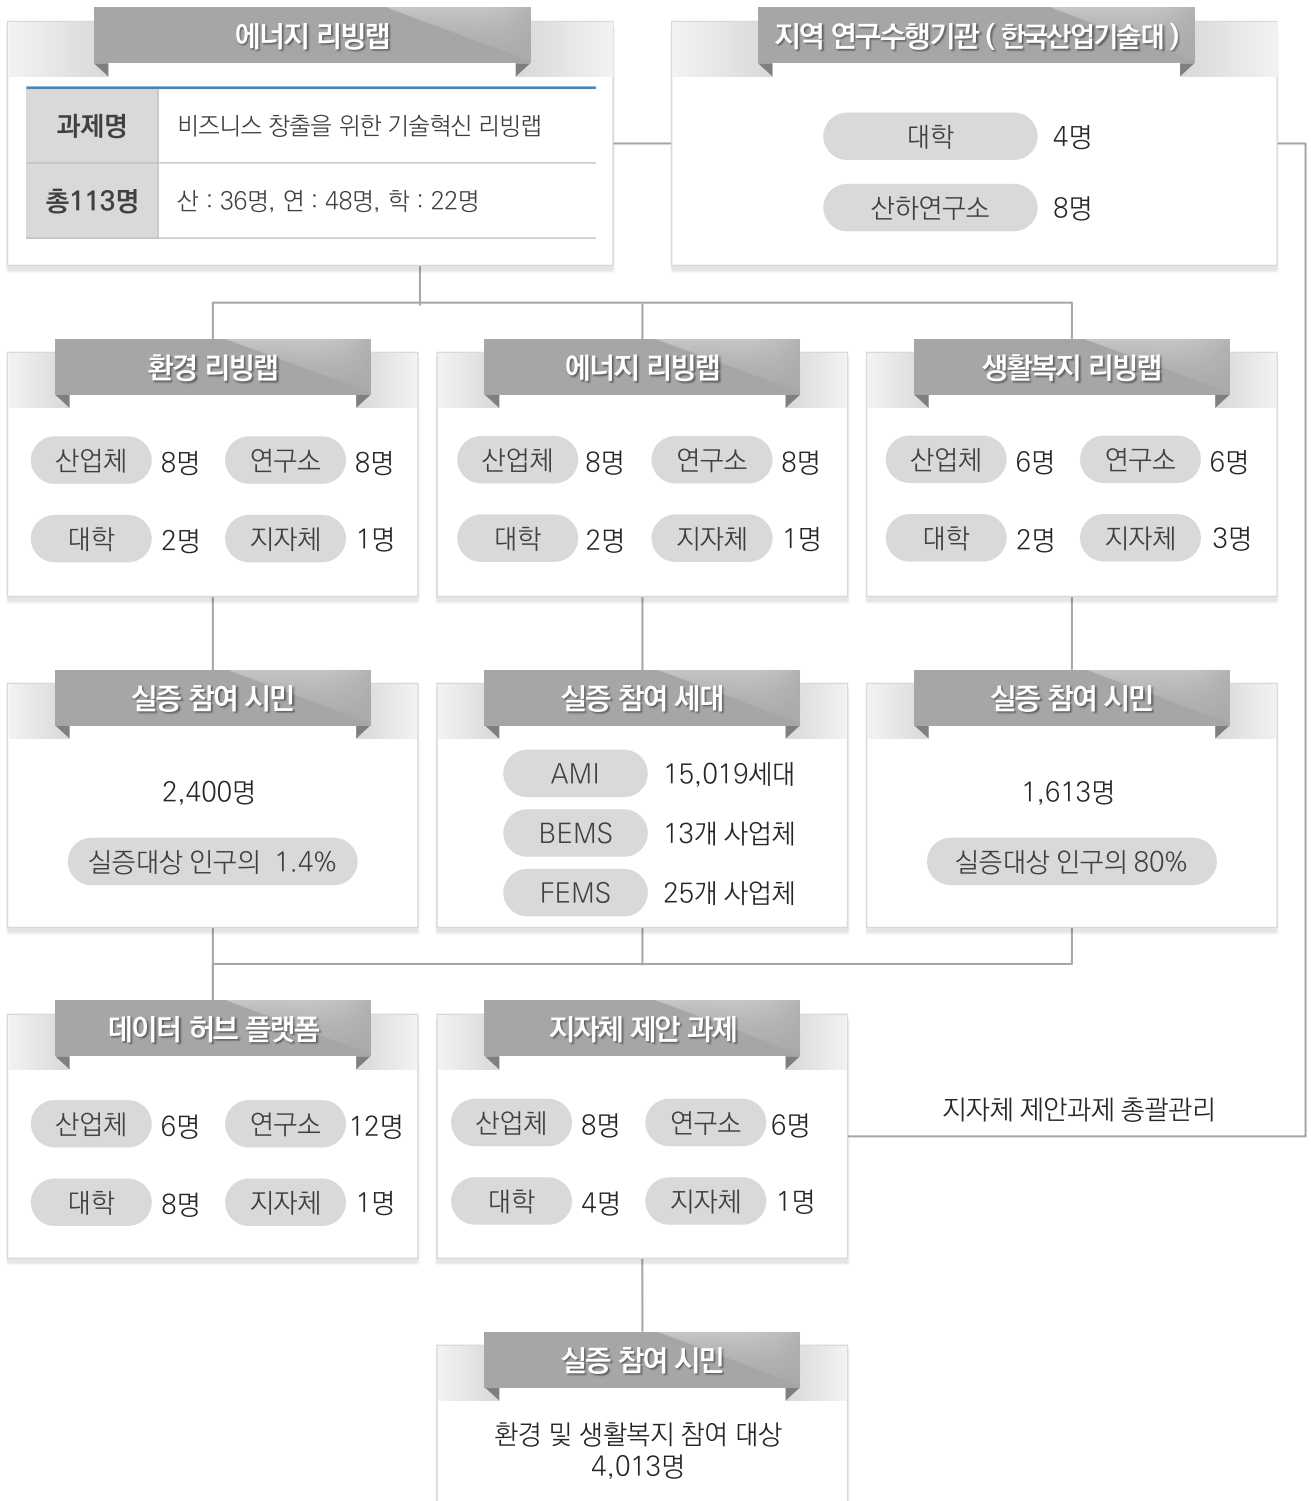 에너지 리빙랩
과제명 비즈니스 창출을 위한 기술혁신 리빙랩
총113명 산 : 36명, 연 : 48명, 학 : 22명
지역 연구수행기관 ( 한국산업기술대 )
대학 4명
산하연구소 8명
환경 리빙랩
산업체 8명 연구소 8명
대학 2명 지자체 1명
에너지 리빙랩
산업체 8명 연구소 8명
대학 2명 지자체 1명
생활복지 리빙랩
산업체 6명 연구소 6명
대학 2명 지자체 3명
실증 참여 시민
2,400명
실증대상 인구의 1.4%
실증 참여 세대
AMI 15,019세대
BEMS 13개 사업체
FEMS 25개 사업체
실증 참여 시민
1,613명
실증대상 인구의 80%
데이터 허브 플랫폼
산업체 6명 연구소 12명
대학 8명 지자체 1명
지자체 제안 과제
산업체 8명 연구소 6명
대학 4명 지자체 1명
지자체 제안과제 총괄관리
실증 참여 시민
환경 및 생활복지 참여 대상
4,013명